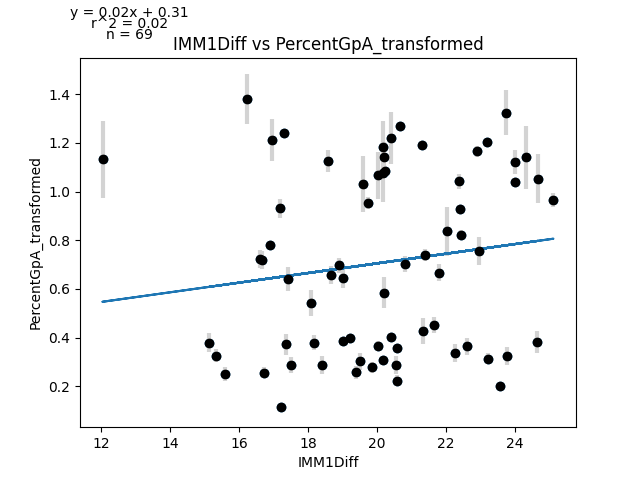 y = 0.02x + 0.31
r^2 = 0.02
n = 69
IMM1Diff vs PercentGpA_transformed
PercentGpA_transformed
1.4
1.2
1.0
0.8
0.6
0.4
0.2
12 14 16 18 20 22 24
IMM1Diff